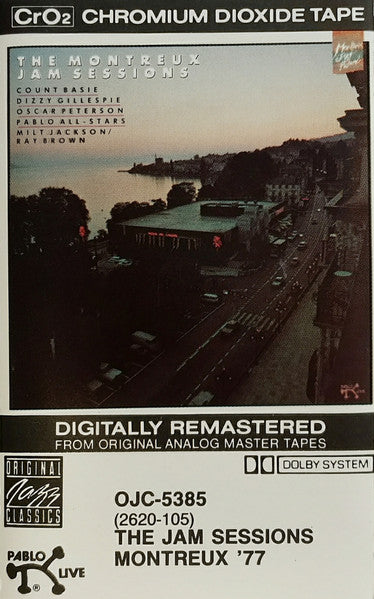 CrO2 CHROMIUM DIOXIDE TAPE
THE MONTREUX
JAM SESSIONS
COUNT BASIE
DIZZY GILLESPIE
OSCAR PETERSON
PABLO ALL-STARS
MILT JACKSON/
RAY BROWN
DIGITALLY REMASTERED
FROM ORIGINAL ANALOG MASTER TAPES
ORIGINAL
Jazz
CLASSICS
DOLBY SYSTEM
OJC-5385
(2620-105)
THE JAM SESSIONS
MONTREUX '77
PABLO
LIVE
®